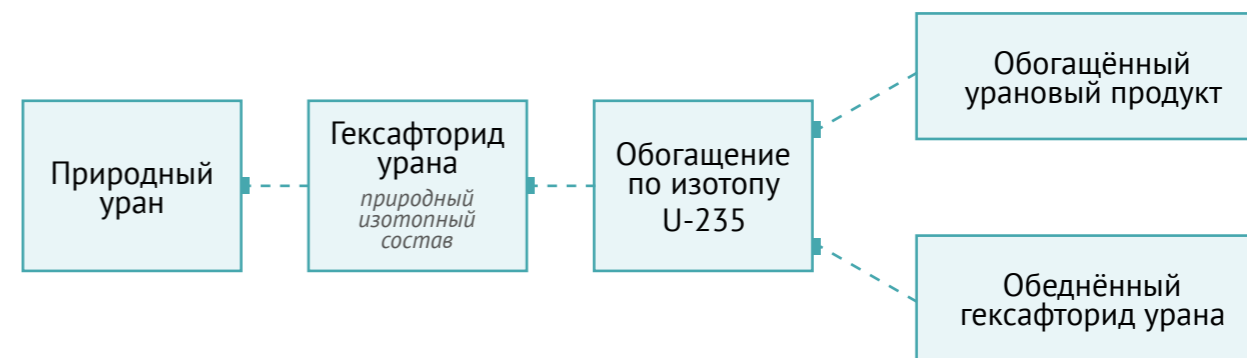 Природный
уран
Гексафторид
урана
природный
изотопный
состав
Обогащение
по изотопу
U-235
Обогащённый
урановый продукт
Обеднённый
гексафторид урана